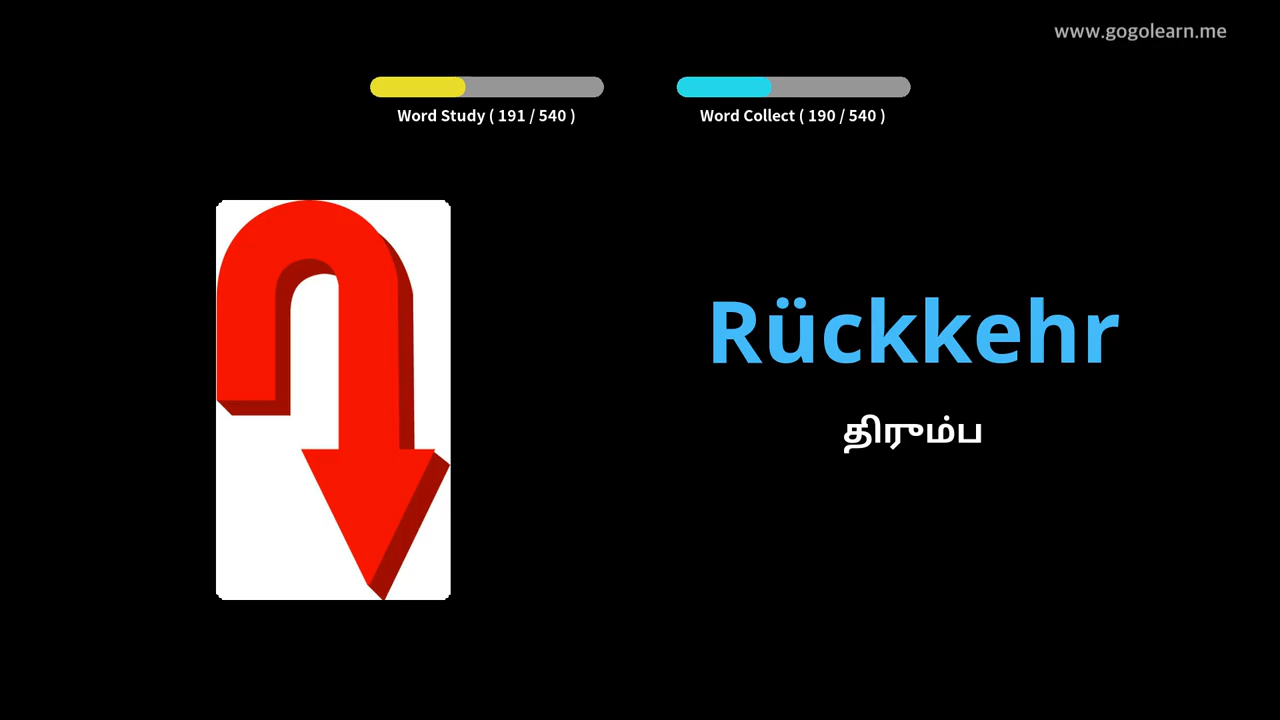 www.gogolearn.me
Word Study ( 191 / 540 )
Word Collect ( 190 / 540 )
Rückkehr
திரும்ப